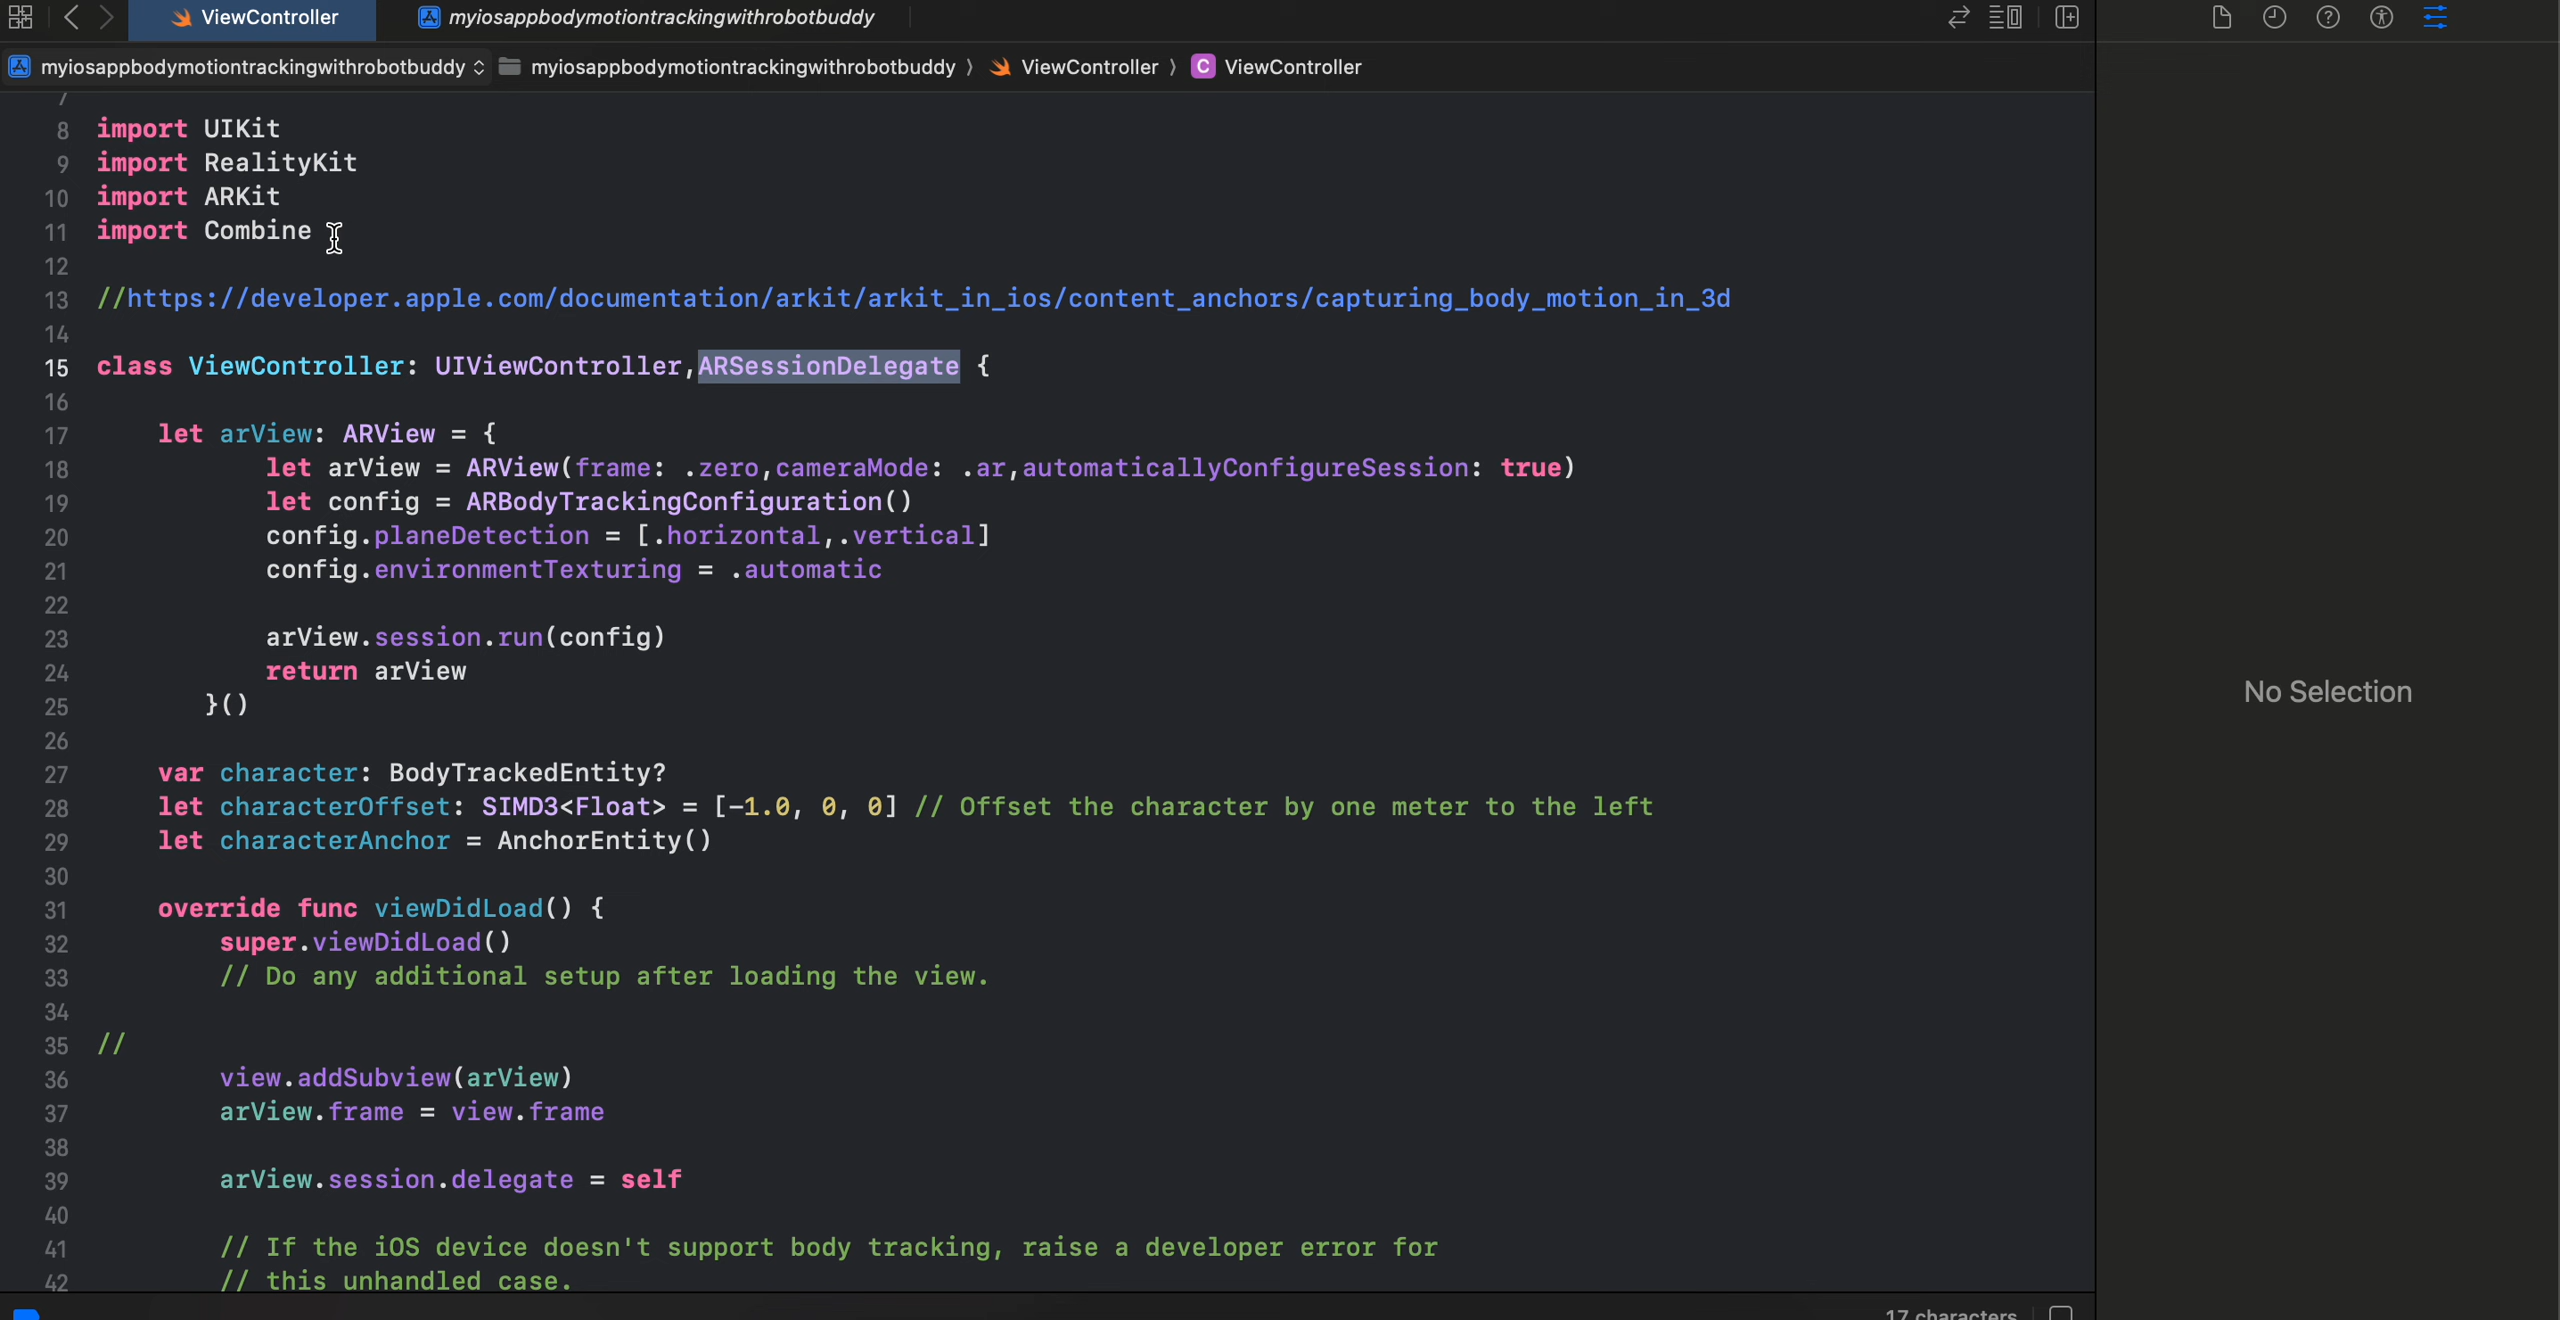 ViewController
myiosappbodymotiontrackingwithrobotbuddy
myiosappbodymotiontrackingwithrobotbuddy
myiosappbodymotiontrackingwithrobotbuddy 〉 ViewController 〉 C ViewController
7
8 import UIKit
9 import RealityKit
10 import ARKit
11 import Combine
12
13 //https://developer.apple.com/documentation/arkit/arkit_in_ios/content_anchors/capturing_body_motion_in_3d
14
15 class ViewController: UIViewController,ARSessionDelegate {
16
17 let arView: ARView = {
18 let arView = ARView(frame: .zero,cameraMode: .ar,automaticallyConfigureSession: true)
19 let config = ARBodyTrackingConfiguration()
20 config.planeDetection = [.horizontal,.vertical]
21 config.environmentTexturing = .automatic
22
23 arView.session.run(config)
24 return arView
25 }()
26
27 var character: BodyTrackedEntity?
28 let characterOffset: SIMD3<Float> = [-1.0, 0, 0] // Offset the character by one meter to the left
29 let characterAnchor = AnchorEntity()
30
31 override func viewDidLoad() {
32 super.viewDidLoad()
33 // Do any additional setup after loading the view.
34
35 //
36 view.addSubview(arView)
37 arView.frame = view.frame
38
39 arView.session.delegate = self
40
41 // If the iOS device doesn't support body tracking, raise a developer error for
42 // this unhandled case.
No Selection
17 characters